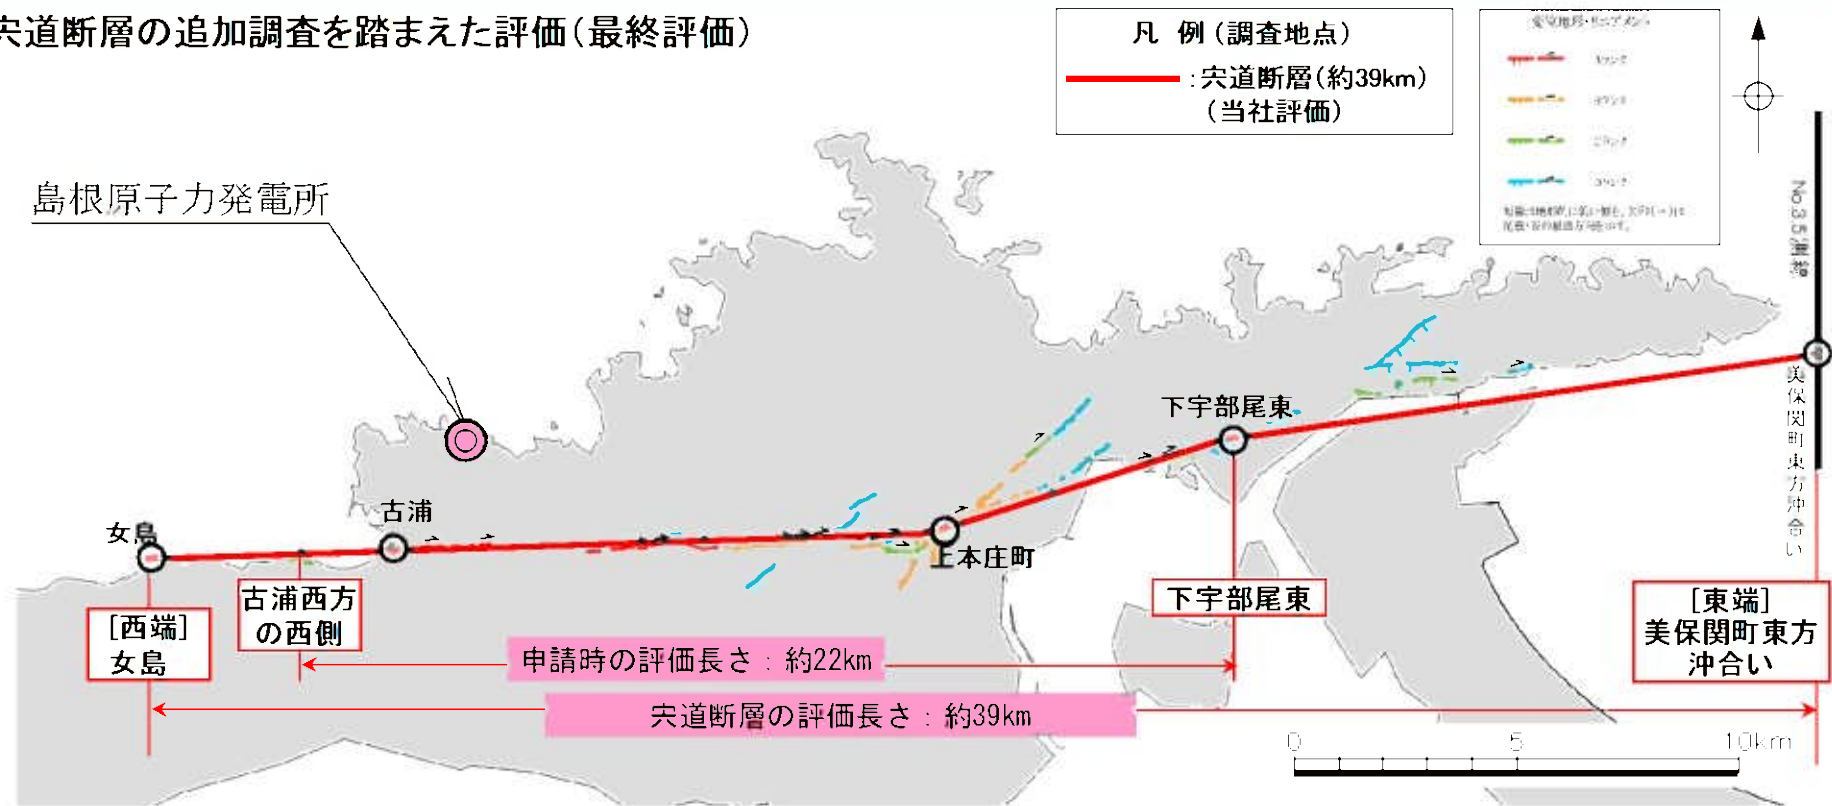 宍道断層の追加調査を踏まえた評価(最終評価)
凡 例(調査地点)
:宍道断層(約39km)
(当社評価)
島根原子力発電所
No.3.5測線
美保関町東方沖合い
下宇部尾東
古浦
女島
上本庄町
[西端]
女島
古浦西方
の西側
下宇部尾東
[東端]
美保関町東方
沖合い
申請時の評価長さ:約22km
宍道断層の評価長さ:約39km
0 5 10km